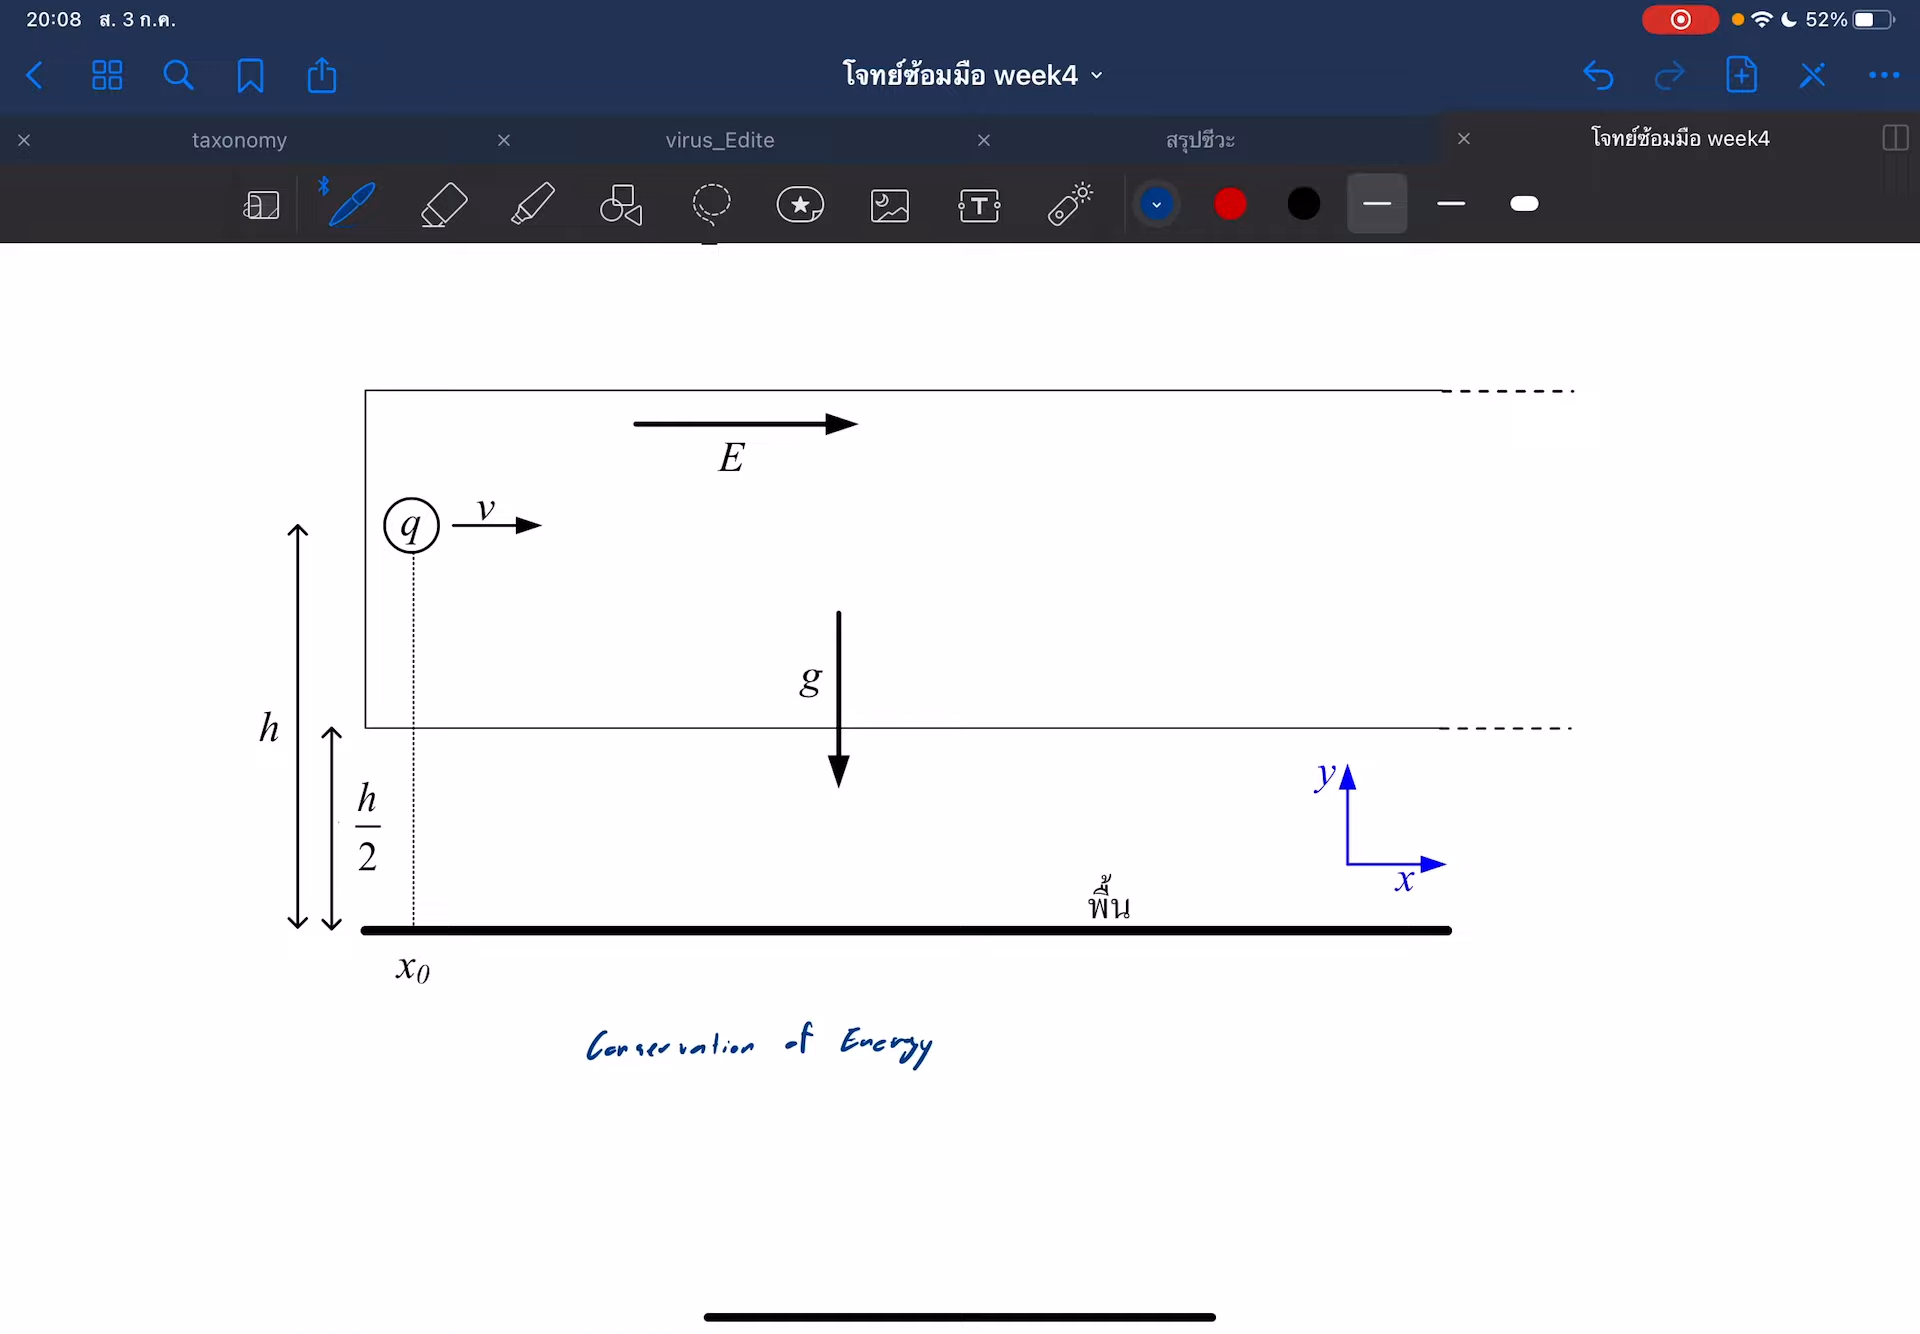 20:08 ส. 3 ก.ค.
52%
โจทย์ซ้อมมือ week4
taxonomy
virus_Edite
สรุปชีวะ
โจทย์ซ้อมมือ week4
a
T
E
v
q
g
h
h
2
y
x
พื้น
x0
Conservation of Energy